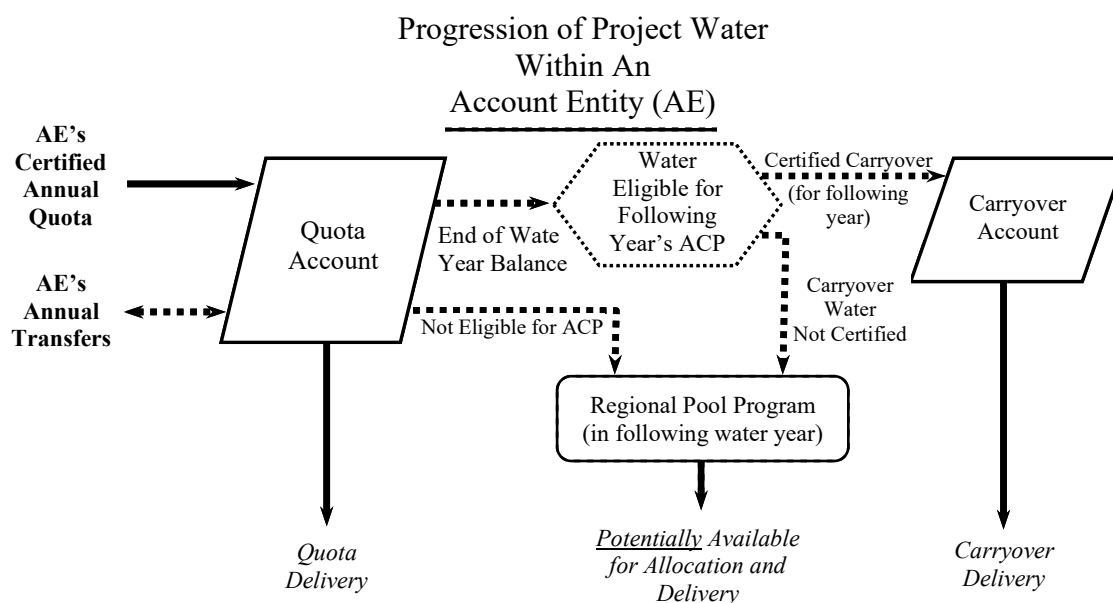 Progression of Project Water
Within An
Account Entity (AE)
AE's
Certified
Annual
Quota
AE's
Annual
Transfers
Quota
Account
End of Wate
Year Balance
Not Eligible for ACP
Water
Eligible for
Following
Year's ACP
Certified Carryover
(for following
year)
Carryover
Account
Carryover
Water
Not Certified
Regional Pool Program
(in following water year)
Quota
Delivery
Potentially Available
for Allocation and
Delivery
Carryover
Delivery